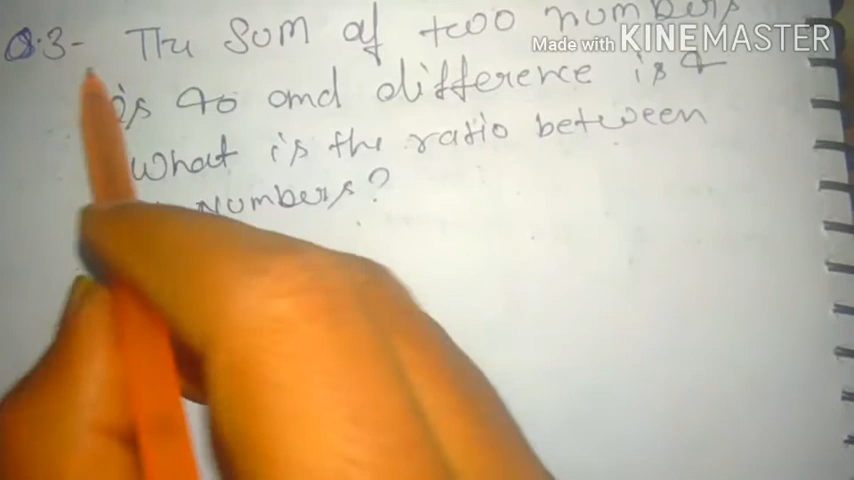 Q.3- The Sum of two numbers
Made with KINEMASTER
is 40 and difference is 4
What is the ratio between
numbers?